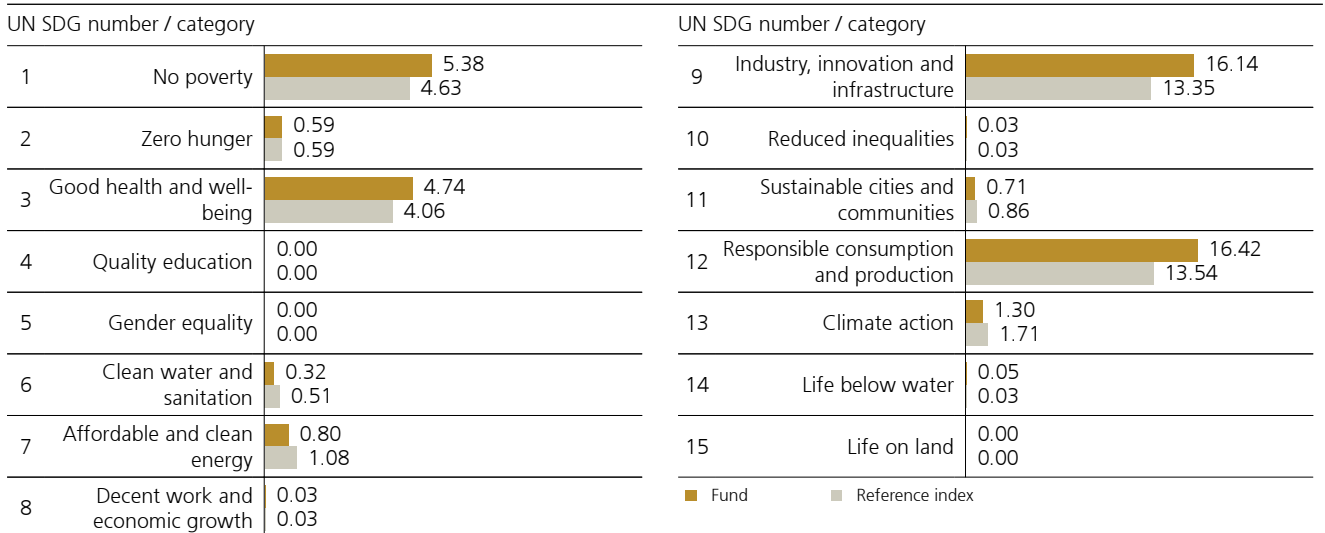 UN SDG number / category
1 No poverty 5.38
4.63
2 Zero hunger 0.59
0.59
3 Good health and well-
being 4.74
4.06
4 Quality education 0.00
0.00
5 Gender equality 0.00
0.00
6 Clean water and
sanitation 0.32
0.51
7 Affordable and clean
energy 0.80
1.08
8 Decent work and
economic growth 0.03
0.03
UN SDG number / category
9 Industry, innovation and
infrastructure 16.14
13.35
10 Reduced inequalities 0.03
0.03
11 Sustainable cities and
communities 0.71
0.86
12 Responsible consumption
and production 16.42
13.54
13 Climate action 1.30
1.71
14 Life below water 0.05
0.03
15 Life on land 0.00
0.00
Fund Reference index